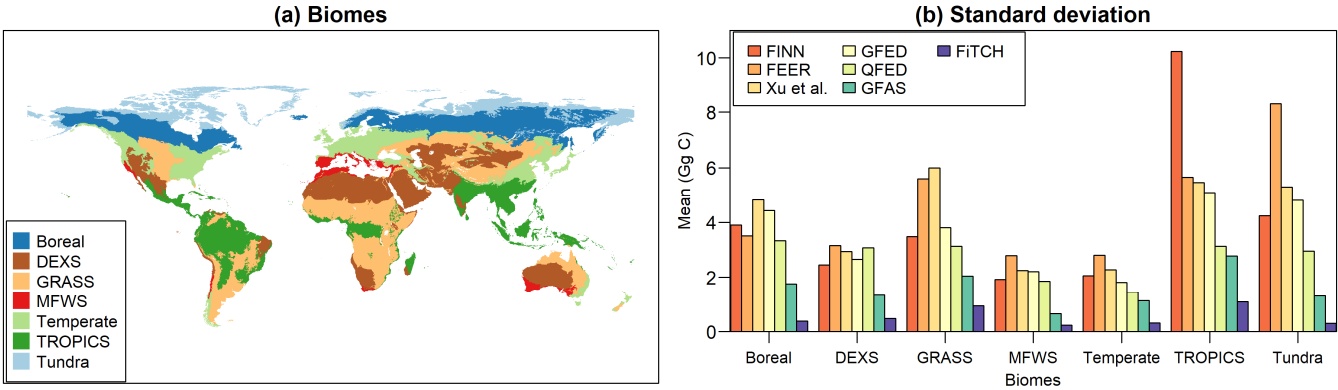 (a) Biomes
Boreal
DEXS
GRASS
MFWS
Temperate
TROPICS
Tundra
(b) Standard deviation
FINN
FEER
Xu et al.
GFED
QFED
GFAS
FiTCH
Mean (Gg C)
10
8
6
4
2
0
Boreal DEXS GRASS MFWS Temperate TROPICS Tundra
Biomes